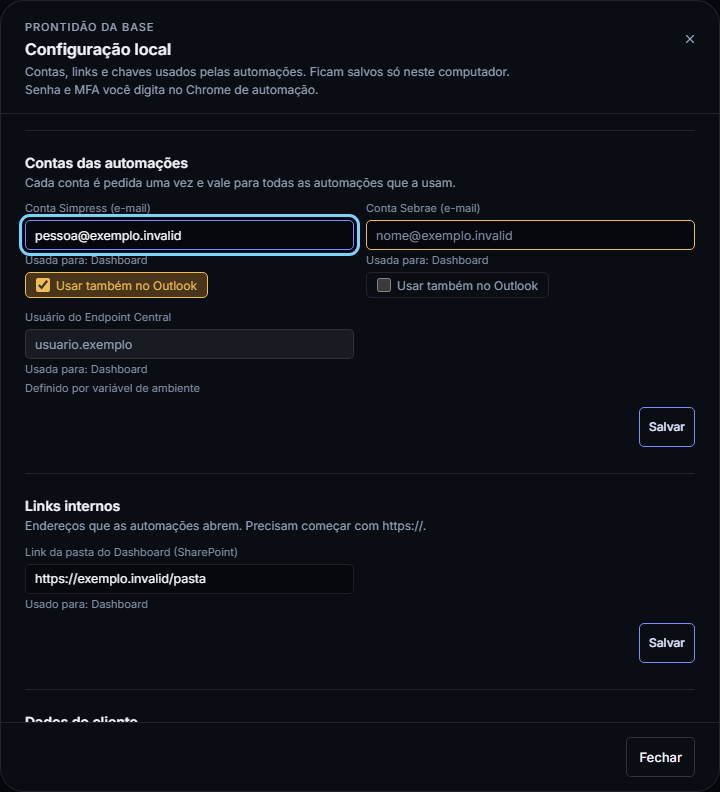 PRONTIDÃO DA BASE
Configuração local
Contas, links e chaves usados pelas automações. Ficam salvos só neste computador.
Senha e MFA você digita no Chrome de automação.
Contas das automações
Cada conta é pedida uma vez e vale para todas as automações que a usam.
Conta Simpress (e-mail)
Conta Sebrae (e-mail)
pessoa@exemplo.invalid
nome@exemplo.invalid
Usada para: Dashboard
Usada para: Dashboard
Usar também no Outlook
Usar também no Outlook
Usuário do Endpoint Central
usuario.exemplo
Usada para: Dashboard
Definido por variável de ambiente
Salvar
Links internos
Endereços que as automações abrem. Precisam começar com https://.
Link da pasta do Dashboard (SharePoint)
https://exemplo.invalid/pasta
Usado para: Dashboard
Salvar
Dados do cliente
Fechar